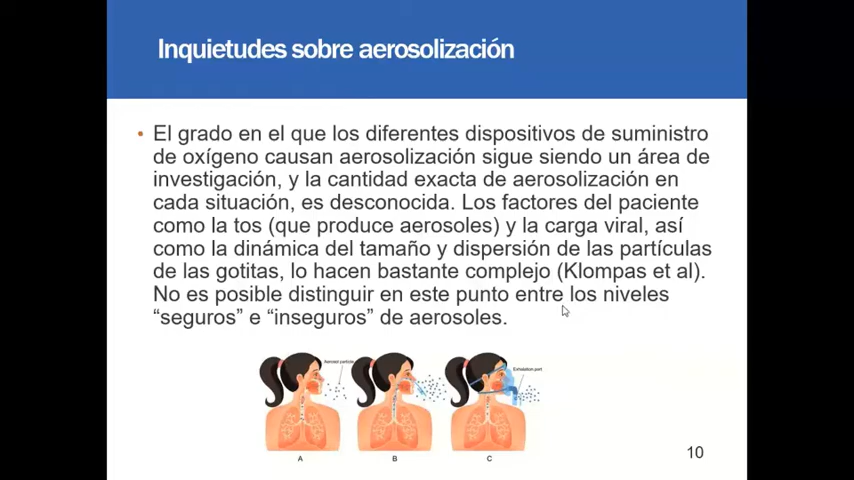 Inquietudes sobre aerosolización
• El grado en el que los diferentes dispositivos de suministro
de oxígeno causan aerosolización sigue siendo un área de
investigación, y la cantidad exacta de aerosolización en
cada situación, es desconocida. Los factores del paciente
como la tos (que produce aerosoles) y la carga viral, así
como la dinámica del tamaño y dispersión de las partículas
de las gotitas, lo hacen bastante complejo (Klompas et al).
No es posible distinguir en este punto entre los niveles
“seguros” e “inseguros” de aerosoles.
Aerosol particle
Exhalation port
A
B
C
10